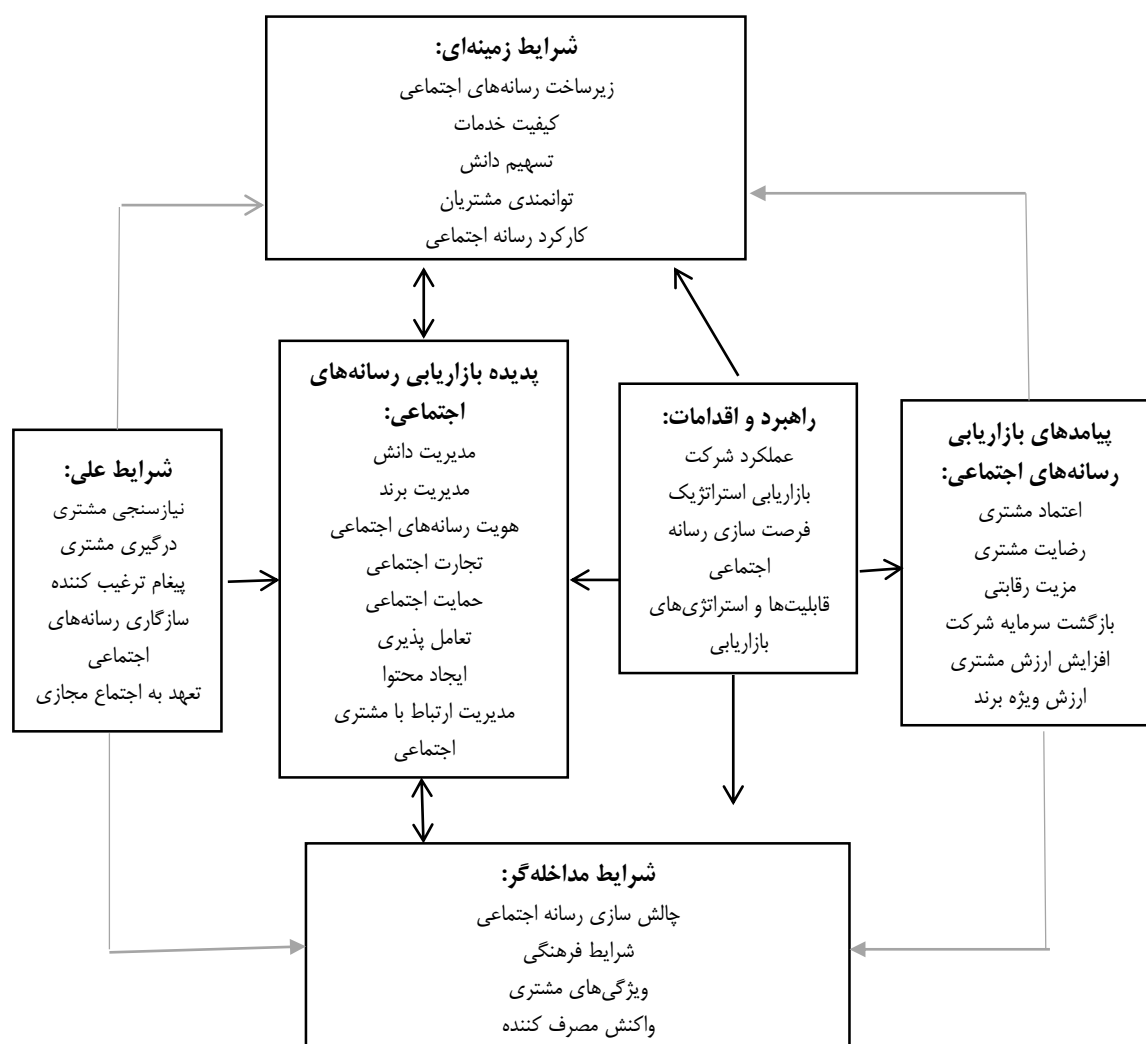 شرایط زمینه‌ای:
زیرساخت رسانه‌های اجتماعی
کیفیت خدمات
تسهیم دانش
توانمندی مشتریان
کارکرد رسانه اجتماعی
پیامدهای بازاریابی
رسانه‌های اجتماعی:
اعتماد مشتری
رضایت مشتری
مزیت رقابتی
بازگشت سرمایه شرکت
افزایش ارزش مشتری
ارزش ویژه برند
راهبرد و اقدامات:
عملکرد شرکت
بازاریابی استراتژیک
فرصت سازی رسانه
اجتماعی
قابلیت‌ها و استراتژی‌های
بازاریابی
پدیده بازاریابی رسانه‌های
اجتماعی:
مدیریت دانش
مدیریت برند
هویت رسانه‌های اجتماعی
تجارت اجتماعی
حمایت اجتماعی
تعامل پذیری
ایجاد محتوا
مدیریت ارتباط با مشتری
اجتماعی
شرایط علی:
نیازسنجی مشتری
درگیری مشتری
پیغام ترغیب کننده
سازگاری رسانه‌های
اجتماعی
تعهد به اجتماع مجازی
شرایط مداخله‌گر:
چالش سازی رسانه اجتماعی
شرایط فرهنگی
ویژگی‌های مشتری
واکنش مصرف کننده